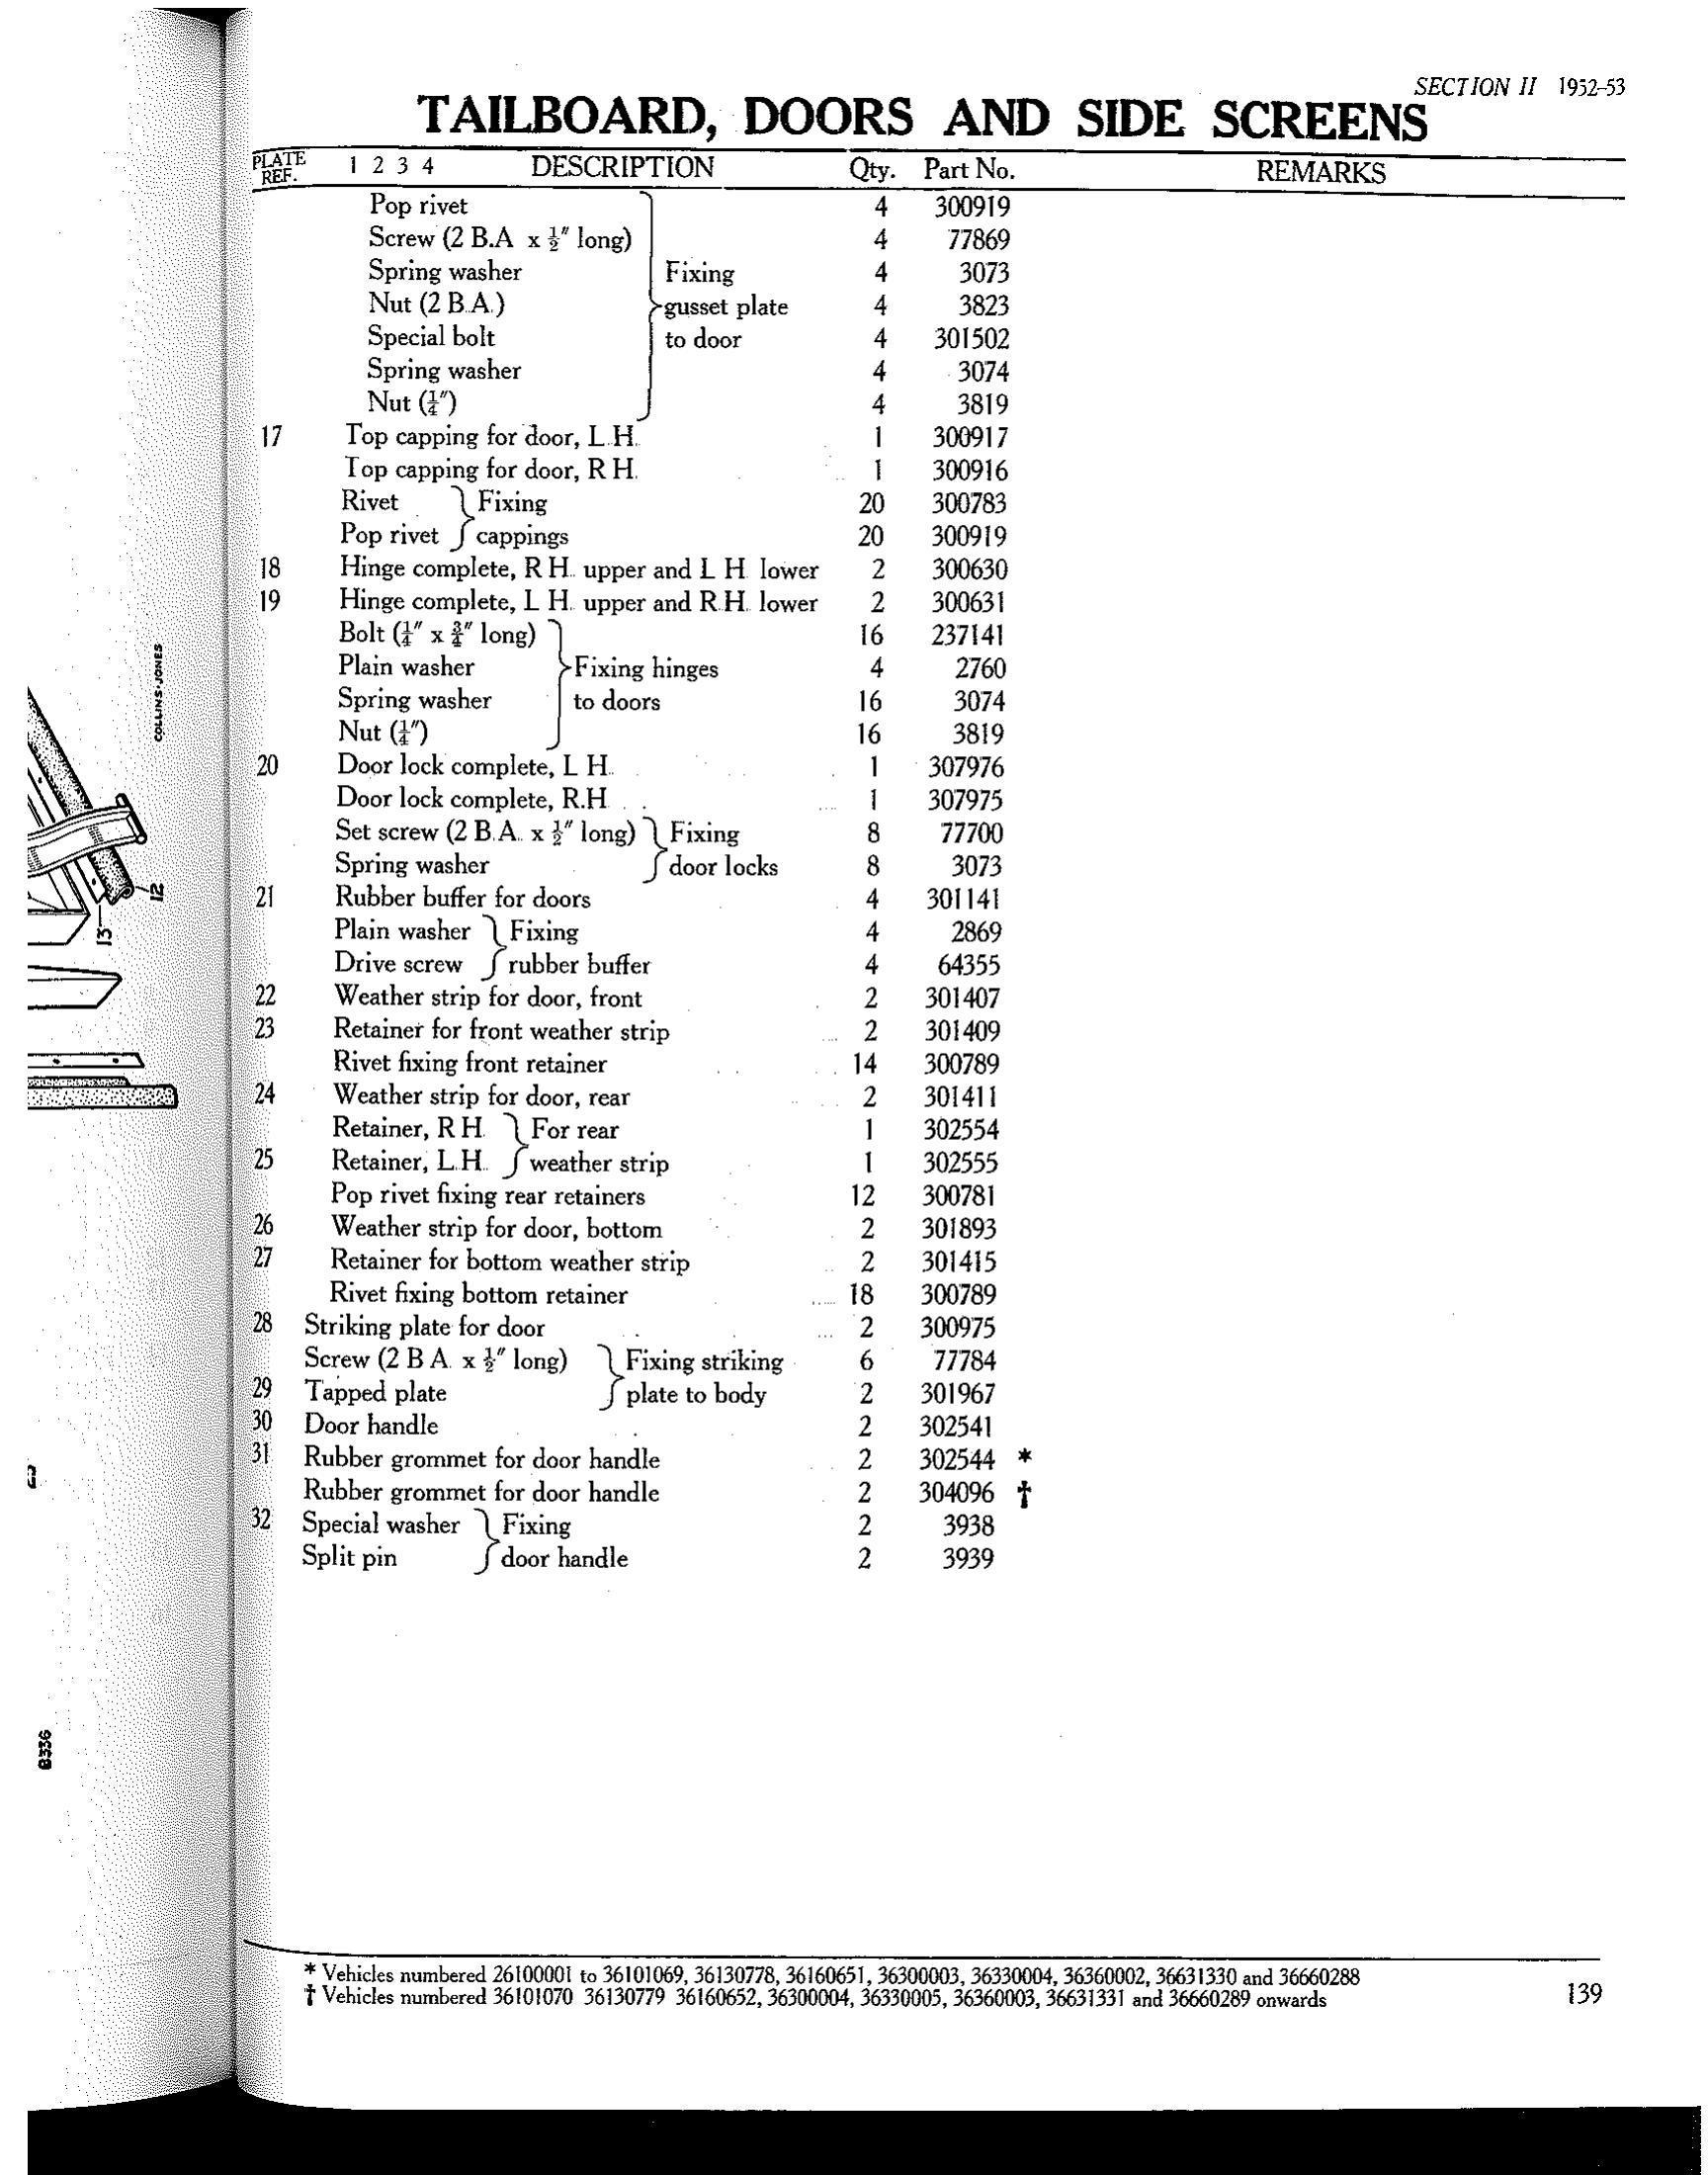 SECTION II 1952-53
TAILBOARD, DOORS AND SIDE SCREENS
PLATE REF. 1 2 3 4 DESCRIPTION Qty. Part No. REMARKS
Pop rivet 4 300919
Screw (2 B.A x ½″ long) 4 77869
Spring washer Fixing 4 3073
Nut (2 B.A.) gusset plate 4 3823
Special bolt to door 4 301502
Spring washer 4 3074
Nut (¼″) 4 3819
17 Top capping for door, L.H. 1 300917
Top capping for door, R H. 1 300916
Rivet Fixing 20 300783
Pop rivet cappings 20 300919
18 Hinge complete, R H. upper and L H lower 2 300630
19 Hinge complete, L H. upper and R.H. lower 2 300631
Bolt (¼″ x ¾″ long) 16 237141
Plain washer Fixing hinges 4 2760
Spring washer to doors 16 3074
Nut (¼″) 16 3819
20 Door lock complete, L H. 1 307976
Door lock complete, R.H 1 307975
Set screw (2 B.A. x ½″ long) Fixing 8 77700
Spring washer door locks 8 3073
21 Rubber buffer for doors 4 301141
Plain washer Fixing 4 2869
Drive screw rubber buffer 4 64355
22 Weather strip for door, front 2 301407
23 Retainer for front weather strip 2 301409
Rivet fixing front retainer 14 300789
24 Weather strip for door, rear 2 301411
Retainer, R H. For rear 1 302554
25 Retainer, L.H. weather strip 1 302555
Pop rivet fixing rear retainers 12 300781
26 Weather strip for door, bottom 2 301893
27 Retainer for bottom weather strip 2 301415
Rivet fixing bottom retainer 18 300789
28 Striking plate for door 2 300975
Screw (2 B A. x ½″ long) Fixing striking 6 77784
29 Tapped plate plate to body 2 301967
30 Door handle 2 302541
31 Rubber grommet for door handle 2 302544 *
Rubber grommet for door handle 2 304096 †
32 Special washer Fixing 2 3938
Split pin door handle 2 3939
* Vehicles numbered 26100001 to 36101069, 36130778, 36160651, 36300003, 36330004, 36360002, 36631330 and 36660288
† Vehicles numbered 36101070 36130779 36160652, 36300004, 36330005, 36360003, 36631331 and 36660289 onwards
139
COLLINS-JONES
12
13
B336